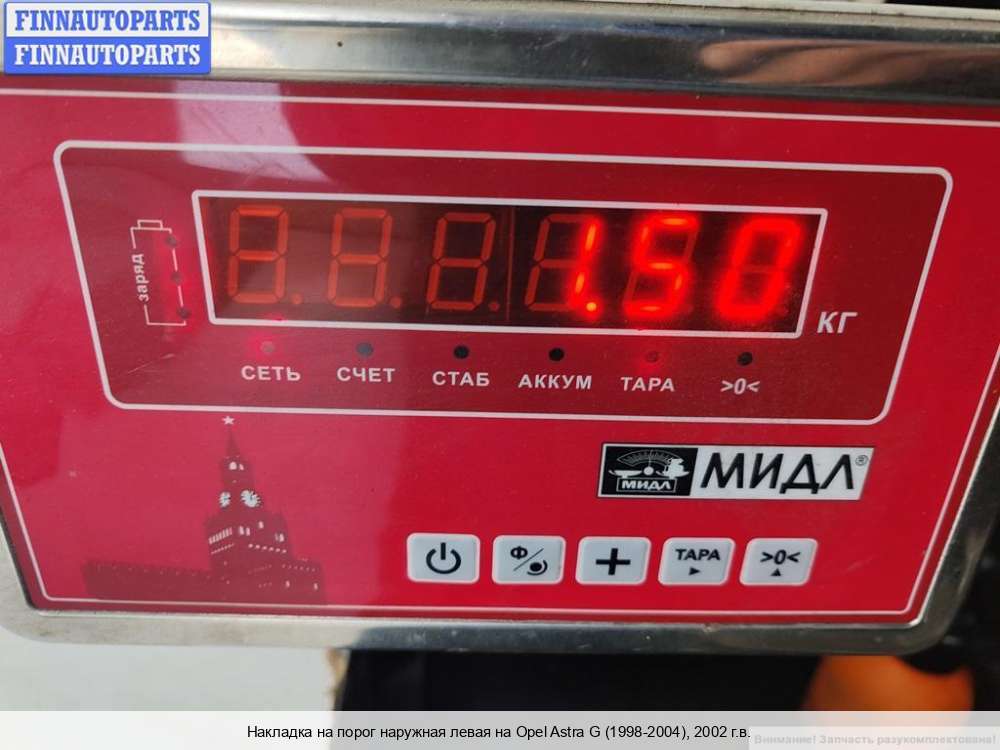 FINNAUTOPARTS
FINNAUTOPARTS
заряд
1.50
КГ
СЕТЬ СЧЕТ СТАБ АККУМ ТАРА >0<
МИДЛ МИДЛ®
Ф ТАРА >0<
Накладка на порог наружная левая на Opel Astra G (1998-2004), 2002 г.в.
Внимание! Запчасть разукомплектована!